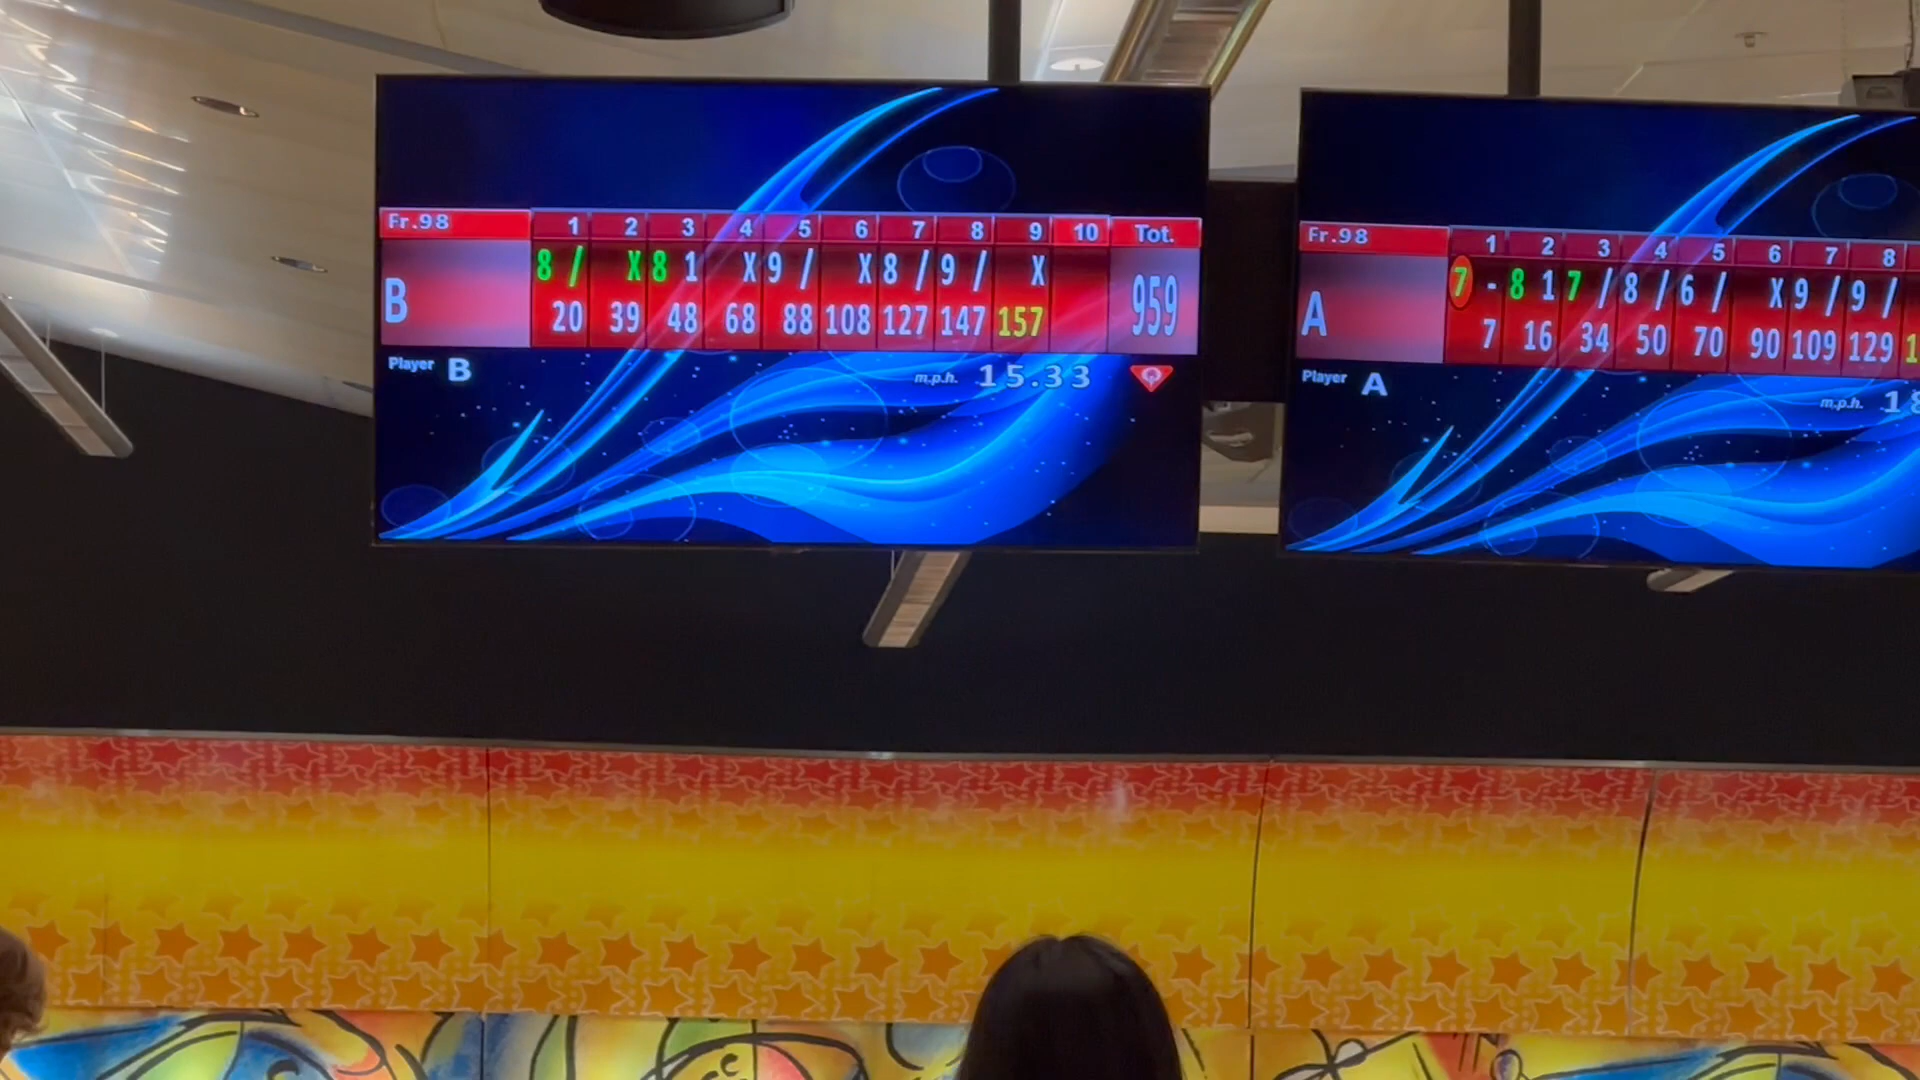 Fr.98 1 2 3 4 5 6 7 8 9 10 Tot.
B 8 / X 8 1 X 9 / X 8 / 9 / X 959
20 39 48 68 88 108 127 147 157
Player B m.p.h. 15.33
Fr.98 1 2 3 4 5 6 7 8
A 7 - 8 1 7 / 8 / 6 / X 9 / 9 /
7 16 34 50 70 90 109 129
Player A m.p.h.